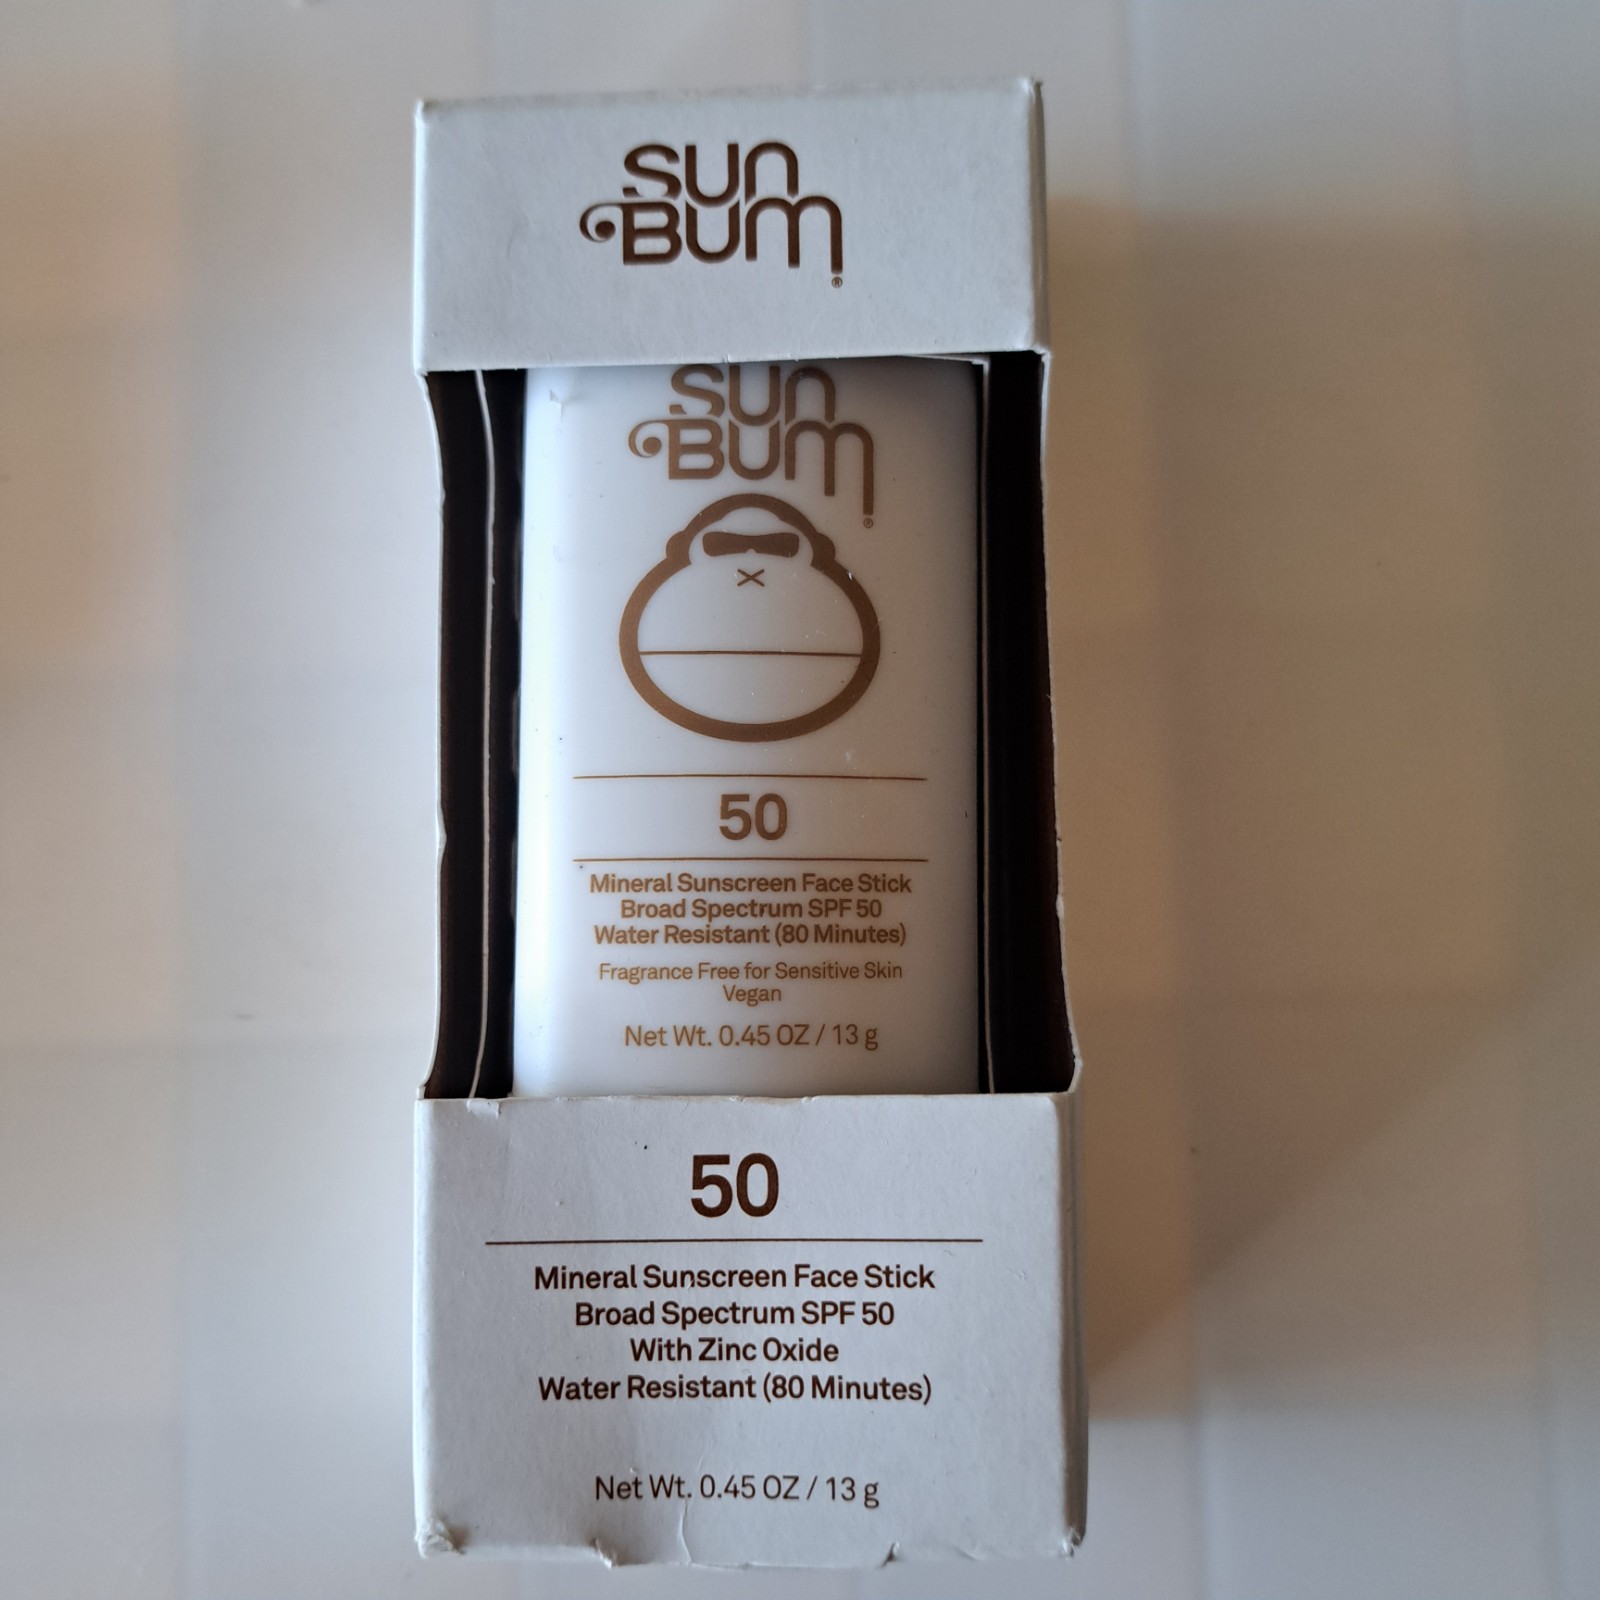 SUN
BUM®
SUN
BUM®
50
Mineral Sunscreen Face Stick
Broad Spectrum SPF 50
Water Resistant (80 Minutes)
Fragrance Free for Sensitive Skin
Vegan
Net Wt. 0.45 OZ / 13 g
50
Mineral Sunscreen Face Stick
Broad Spectrum SPF 50
With Zinc Oxide
Water Resistant (80 Minutes)
Net Wt. 0.45 OZ / 13 g